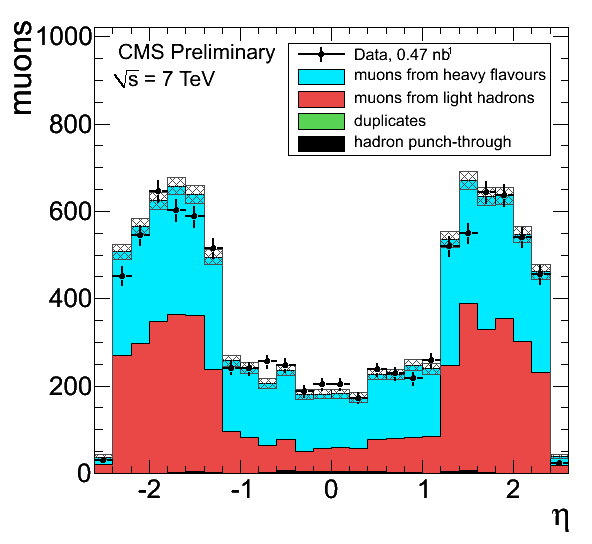 muons
1000
800
600
400
200
0
CMS Preliminary
√s = 7 TeV
Data, 0.47 nb¹
muons from heavy flavours
muons from light hadrons
duplicates
hadron punch-through
-2 -1 0 1 2
η